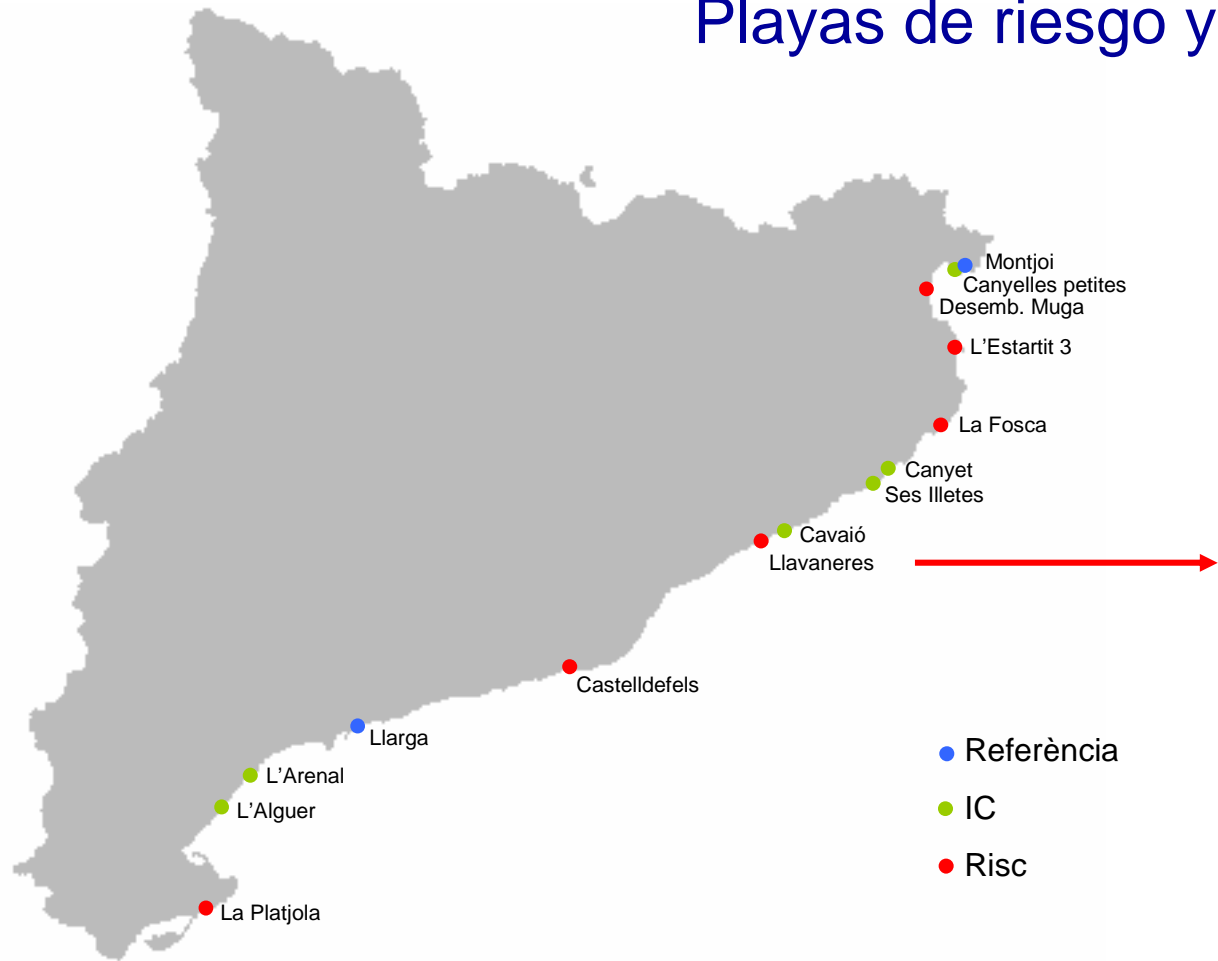 Playas de riesgo y
Montjoi
Canyelles petites
Desemb. Muga
L'Estartit 3
La Fosca
Canyet
Ses Illetes
Cavaió
Llavaneres
Castelldefels
Llarga
L'Arenal
L'Alguer
La Platjola
Referència
IC
Risc